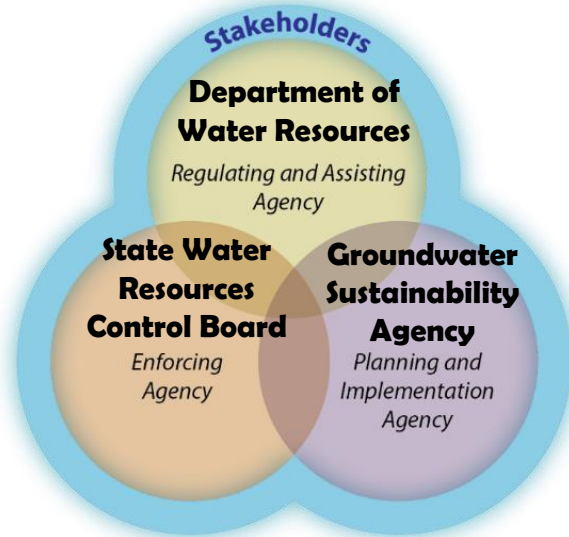 Stakeholders
Department of
Water Resources
Regulating and Assisting
Agency
State Water
Resources
Control Board
Enforcing
Agency
Groundwater
Sustainability
Agency
Planning and
Implementation
Agency